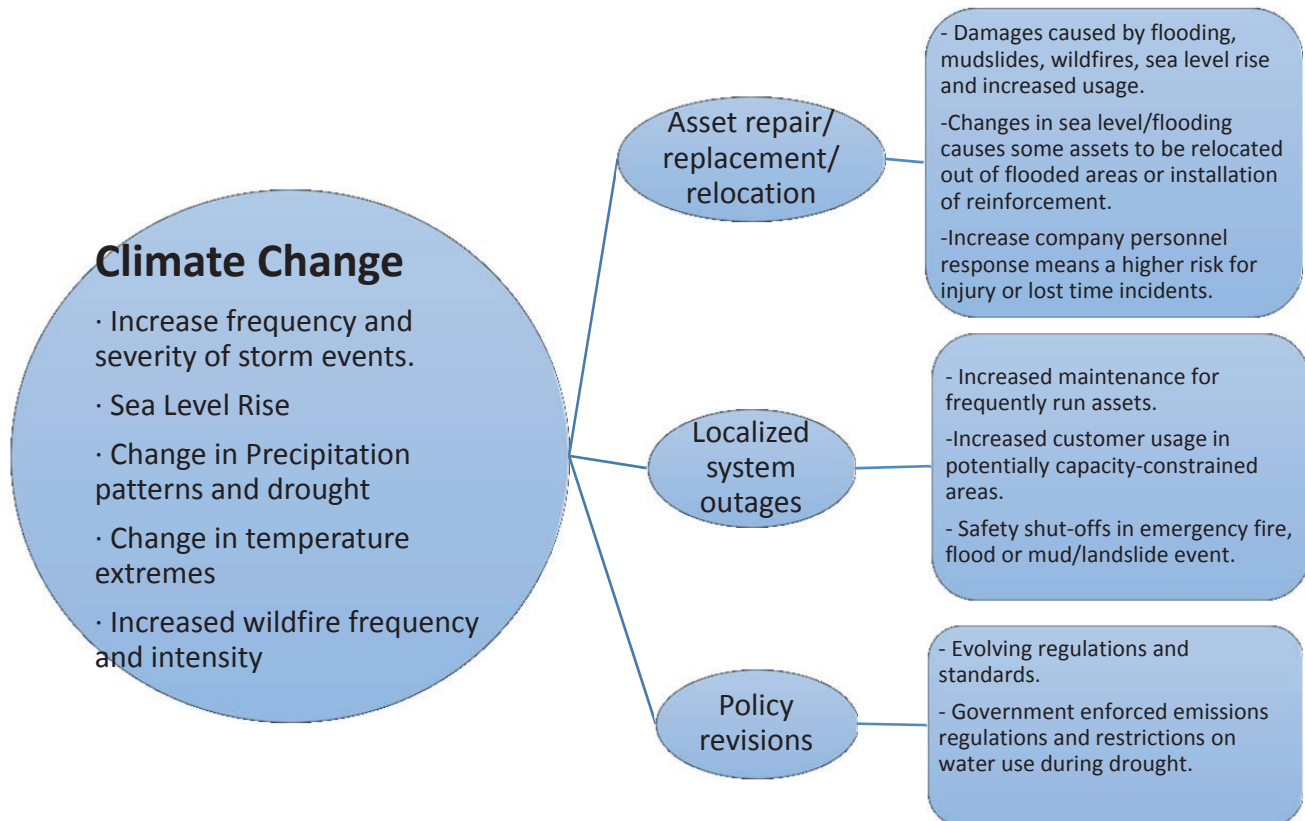 Climate Change
· Increase frequency and
severity of storm events.
· Sea Level Rise
· Change in Precipitation
patterns and drought
· Change in temperature
extremes
· Increased wildfire frequency
and intensity
Asset repair/
replacement/
relocation
- Damages caused by flooding,
mudslides, wildfires, sea level rise
and increased usage.
-Changes in sea level/flooding
causes some assets to be relocated
out of flooded areas or installation
of reinforcement.
-Increase company personnel
response means a higher risk for
injury or lost time incidents.
Localized
system
outages
- Increased maintenance for
frequently run assets.
-Increased customer usage in
potentially capacity-constrained
areas.
- Safety shut-offs in emergency fire,
flood or mud/landslide event.
Policy
revisions
- Evolving regulations and
standards.
- Government enforced emissions
regulations and restrictions on
water use during drought.